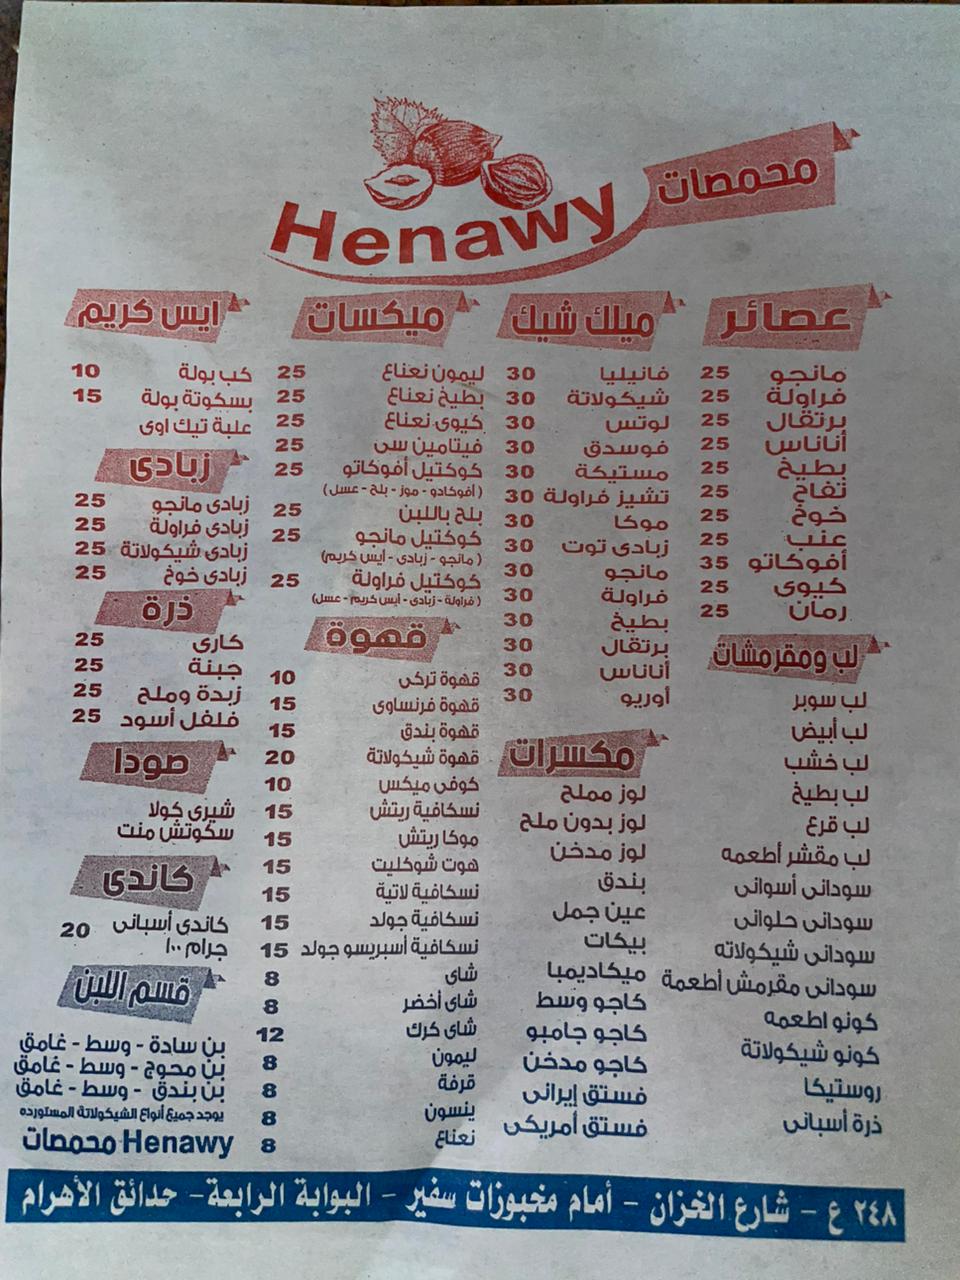 محمصات
Henawy
عصائر
مانجو 25
فراولة 25
برتقال 25
أناناس 25
بطيخ 25
تفاح 25
خوخ 25
عنب 25
أفوكاتو 35
كيوى 25
رمان 25
لب ومقرمشات
لب سوبر
لب أبيض
لب خشب
لب بطيخ
لب قرع
لب مقشر أطعمه
سودانى أسوانى
سودانى حلوانى
سودانى شيكولاته
سودانى مقرمش أطعمة
كونو اطعمه
كونو شيكولاتة
روستيكا
ذرة أسبانى
ميلك شيك
فانيليا 30
شيكولاتة 30
لوتس 30
فوسدق 30
مستيكة 30
تشيز فراولة 30
موكا 30
زبادى توت 30
مانجو 30
فراولة 30
بطيخ 30
برتقال 30
أناناس 30
أوريو 30
مكسرات
لوز مملح
لوز بدون ملح
لوز مدخن
بندق
عين جمل
بيكات
ميكاديمبا
كاجو وسط
كاجو جامبو
كاجو مدخن
فستق إيرانى
فستق أمريكى
ميكسات
ليمون نعناع 25
بطيخ نعناع 25
كيوى نعناع 25
فيتامين سى 25
كوكتيل أفوكاتو 25
(أفوكادو - موز - بلح - عسل)
بلح باللبن 25
كوكتيل مانجو 25
(مانجو - زبادى - أيس كريم)
كوكتيل فراولة 25
(فراولة - زبادى - أيس كريم - عسل)
قهوة
قهوة تركى 10
قهوة فرنساوى 15
قهوة بندق 15
قهوة شيكولاتة 20
كوفى ميكس 10
نسكافية ريتش 15
موكا ريتش 15
هوت شوكليت 15
نسكافية لاتية 15
نسكافية جولد 15
نسكافية أسبريسو جولد 15
شاى 8
شاى أخضر 8
شاى كرك 12
ليمون 8
قرفة 8
ينسون 8
نعناع 8
ايس كريم
كب بولة 10
بسكوتة بولة 15
علبة تيك اوى
زبادى
زبادى مانجو 25
زبادى فراولة 25
زبادى شيكولاتة 25
زبادى خوخ 25
ذرة
كارى 25
جبنة 25
زبدة وملح 25
فلفل أسود 25
صودا
شيرى كولا
سكوتش منت
كاندى
كاندى أسبانى 20
١٠٠ جرام
قسم اللبن
بن سادة - وسط - غامق
بن محوج - وسط - غامق
بن بندق - وسط - غامق
يوجد جميع أنواع الشيكولاتة المستورده
Henawy محمصات
٢٤٨ ع - شارع الخزان - أمام مخبوزات سفير - البوابة الرابعة - حدائق الأهرام